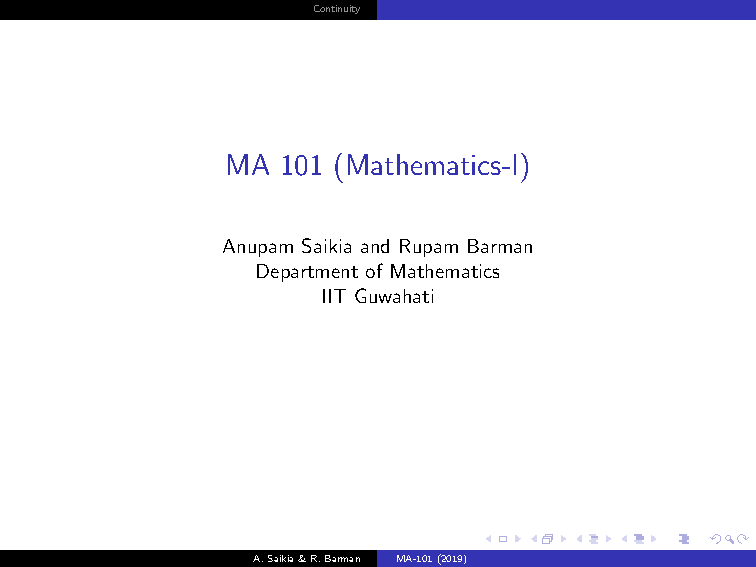 Continuity
MA 101 (Mathematics-I)
Anupam Saikia and Rupam Barman
Department of Mathematics
IIT Guwahati
A. Saikia & R. Barman MA-101 (2019)